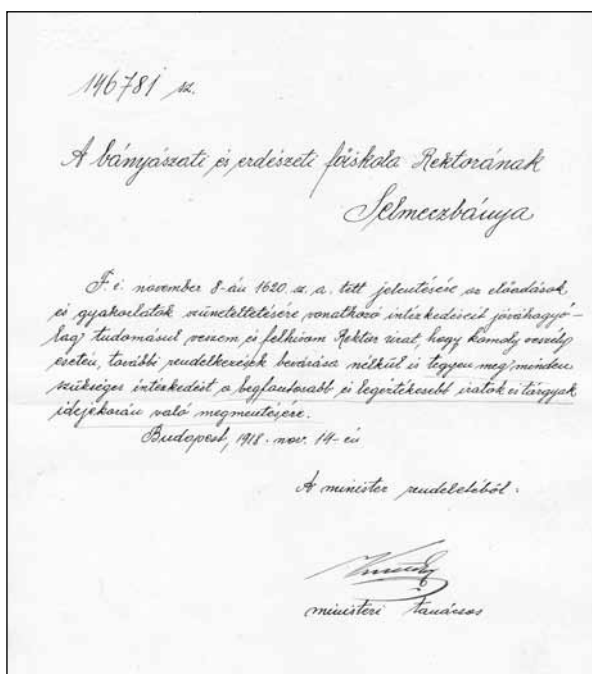 146781 sz.
A bányászati és erdészeti főiskola Rektorának
Selmeczbánya
F. é. november 8-án 1620 sz. a. tett jelentésére az előadások
és gyakorlatok szüneteltetésére vonatkozó intézkedéseit jóváhagyó-
lag tudomásul veszem és felhívom Rektor urat, hogy komoly veszély
esetén, további rendelkezések bevárása nélkül is tegyen meg minden
szükséges intézkedést a legfontosabb és legértékesebb iratok és tárgyak
idejekorán való megmentésére.
Budapest, 1918. nov. 14-én
A minister rendeletéből:
ministeri tanácsos